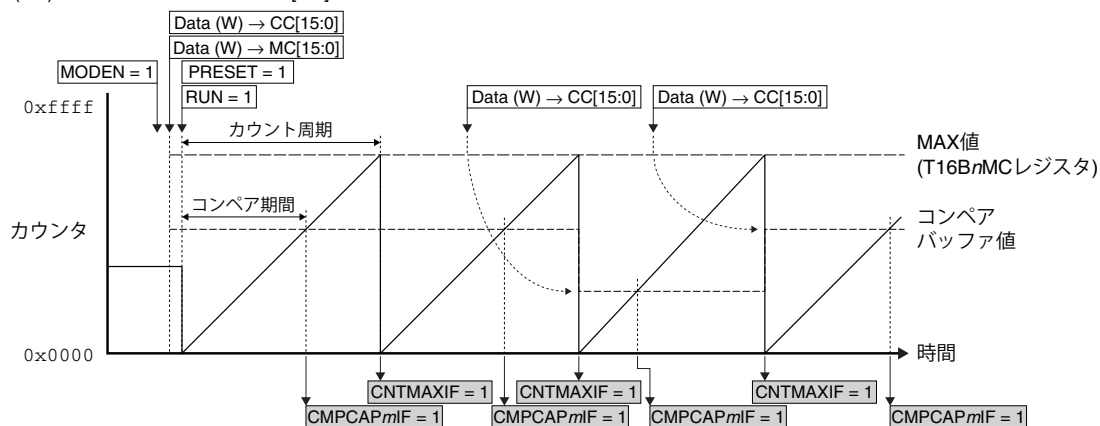 Data (W) → CC[15:0]
Data (W) → MC[15:0]
MODEN = 1
PRESET = 1
RUN = 1
Data (W) → CC[15:0]
Data (W) → CC[15:0]
0xffff
カウント周期
MAX値
(T16BnMCレジスタ)
コンペア期間
カウンタ
コンペア
バッファ値
0x0000
時間
CNTMAXIF = 1
CNTMAXIF = 1
CNTMAXIF = 1
CMPCAPmIF = 1
CMPCAPmIF = 1
CMPCAPmIF = 1
CMPCAPmIF = 1